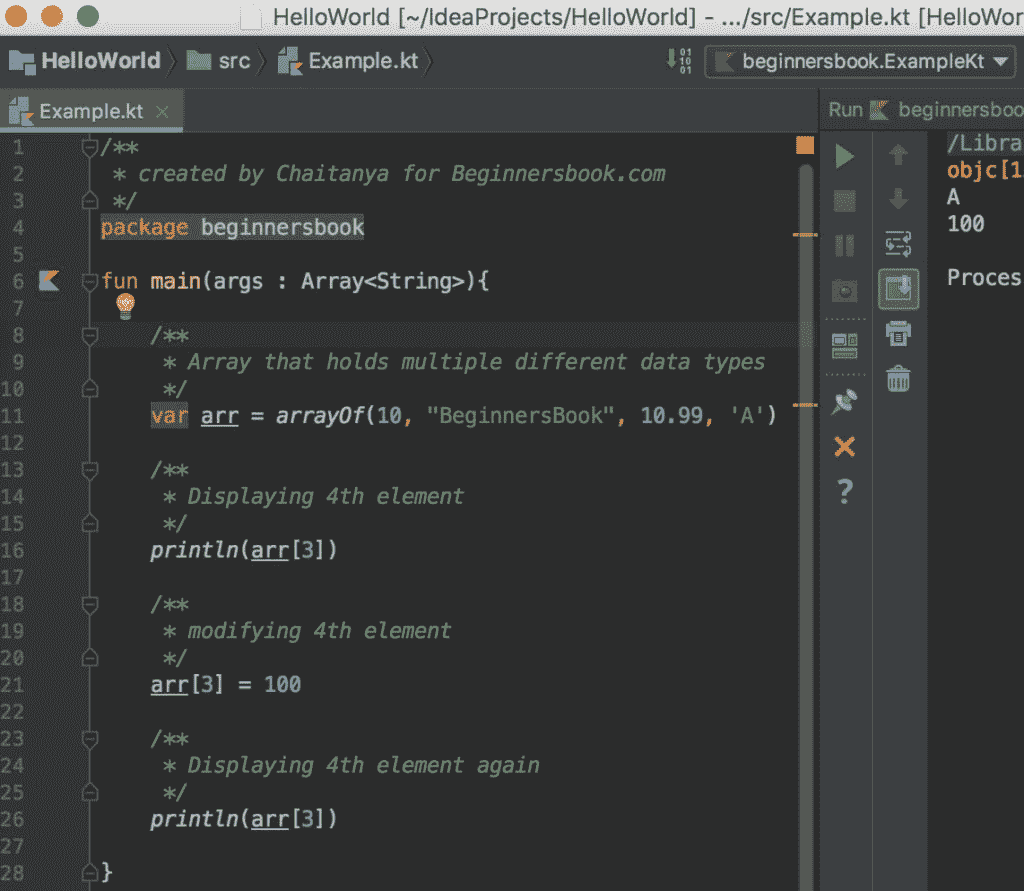 HelloWorld [~/IdeaProjects/HelloWorld] - .../src/Example.kt [HelloWor
HelloWorld src Example.kt beginnersbook.ExampleKt
Example.kt
Run beginnersboo
1 /**
2 * created by Chaitanya for Beginnersbook.com
3 */
4 package beginnersbook
5
6 fun main(args : Array<String>){
7
8 /**
9 * Array that holds multiple different data types
10 */
11 var arr = arrayOf(10, "BeginnersBook", 10.99, 'A')
12
13 /**
14 * Displaying 4th element
15 */
16 println(arr[3])
17
18 /**
19 * modifying 4th element
20 */
21 arr[3] = 100
22
23 /**
24 * Displaying 4th element again
25 */
26 println(arr[3])
27
28 }
/Libra
objc[1
A
100
Proces